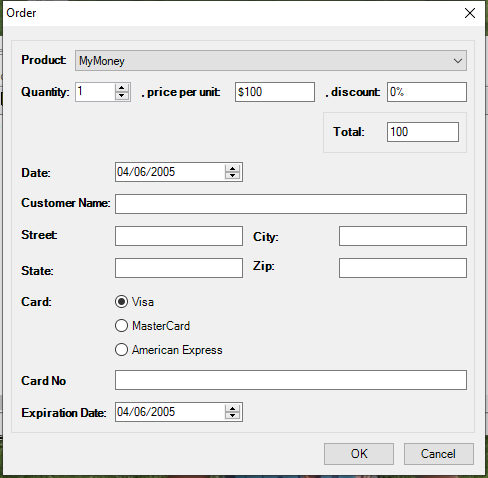 Order
Product: MyMoney
Quantity: 1 , price per unit: $100 , discount: 0%
Total: 100
Date: 04/06/2005
Customer Name:
Street: City:
State: Zip:
Card: Visa
MasterCard
American Express
Card No
Expiration Date: 04/06/2005
OK Cancel